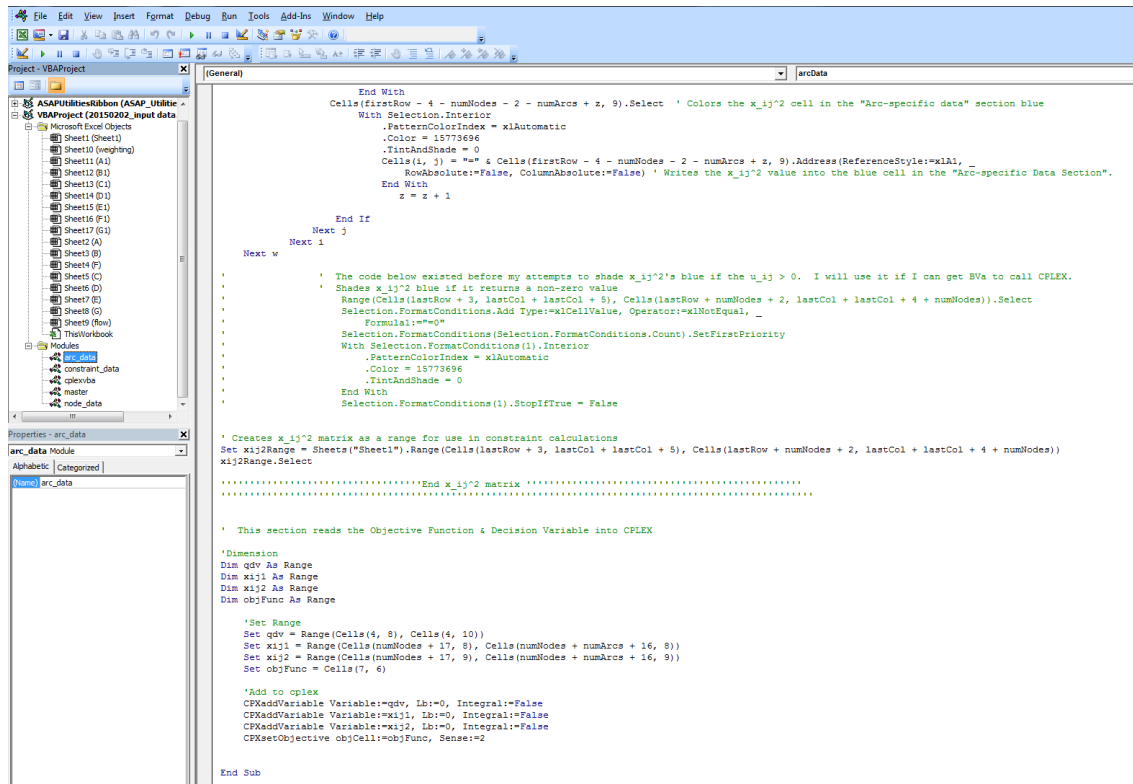 File Edit View Insert Format Debug Run Tools Add-Ins Window Help
Project - VBAProject
ASAPUtilitiesRibbon (ASAP_Utilitie
VBAProject (20150202_input data
Microsoft Excel Objects
Sheet1 (Sheet1)
Sheet10 (weighting)
Sheet11 (A1)
Sheet12 (B1)
Sheet13 (C1)
Sheet14 (D1)
Sheet15 (E1)
Sheet16 (F1)
Sheet17 (G1)
Sheet2 (A)
Sheet3 (B)
Sheet4 (F)
Sheet5 (C)
Sheet6 (D)
Sheet7 (E)
Sheet8 (G)
Sheet9 (flow)
ThisWorkbook
Modules
arc_data
constraint_data
cplexvba
master
node_data
Properties - arc_data
arc_data Module
Alphabetic Categorized
(Name) arc_data
(General) arcData
End With
Cells(firstRow - 4 - numNodes - 2 - numArcs + z, 9).Select ' Colors the x_ij^2 cell in the "Arc-specific data" section blue
With Selection.Interior
.PatternColorIndex = xlAutomatic
.Color = 15773696
.TintAndShade = 0
Cells(i, j) = "=" & Cells(firstRow - 4 - numNodes - 2 - numArcs + z, 9).Address(ReferenceStyle:=xlA1, _
RowAbsolute:=False, ColumnAbsolute:=False) ' Writes the x_ij^2 value into the blue cell in the "Arc-specific Data Section".
End With
z = z + 1
End If
Next j
Next i
Next w
' ' The code below existed before my attempts to shade x_ij^2's blue if the u_ij > 0. I will use it if I can get BVa to call CPLEX.
' ' Shades x_ij^2 blue if it returns a non-zero value
' Range(Cells(lastRow + 3, lastCol + lastCol + 5), Cells(lastRow + numNodes + 2, lastCol + lastCol + 4 + numNodes)).Select
' Selection.FormatConditions.Add Type:=xlCellValue, Operator:=xlNotEqual, _
' Formula1:="=0"
' Selection.FormatConditions(Selection.FormatConditions.Count).SetFirstPriority
' With Selection.FormatConditions(1).Interior
' .PatternColorIndex = xlAutomatic
' .Color = 15773696
' .TintAndShade = 0
' End With
' Selection.FormatConditions(1).StopIfTrue = False
' Creates x_ij^2 matrix as a range for use in constraint calculations
Set xij2Range = Sheets("Sheet1").Range(Cells(lastRow + 3, lastCol + lastCol + 5), Cells(lastRow + numNodes + 2, lastCol + lastCol + 4 + numNodes))
xij2Range.Select
'''''''''''''''''''''''''''''''''''End x_ij^2 matrix ''''''''''''''''''''''''''''''''''''''''''''''''
'''''''''''''''''''''''''''''''''''''''''''''''''''''''''''''''''''''''''''''''''''''''''''''''''''''''
' This section reads the Objective Function & Decision Variable into CPLEX
'Dimension
Dim qdv As Range
Dim xij1 As Range
Dim xij2 As Range
Dim objFunc As Range
'Set Range
Set qdv = Range(Cells(4, 8), Cells(4, 10))
Set xij1 = Range(Cells(numNodes + 17, 8), Cells(numNodes + numArcs + 16, 8))
Set xij2 = Range(Cells(numNodes + 17, 9), Cells(numNodes + numArcs + 16, 9))
Set objFunc = Cells(7, 6)
'Add to cplex
CPXaddVariable Variable:=qdv, Lb:=0, Integral:=False
CPXaddVariable Variable:=xij1, Lb:=0, Integral:=False
CPXaddVariable Variable:=xij2, Lb:=0, Integral:=False
CPXsetObjective objCell:=objFunc, Sense:=2
End Sub